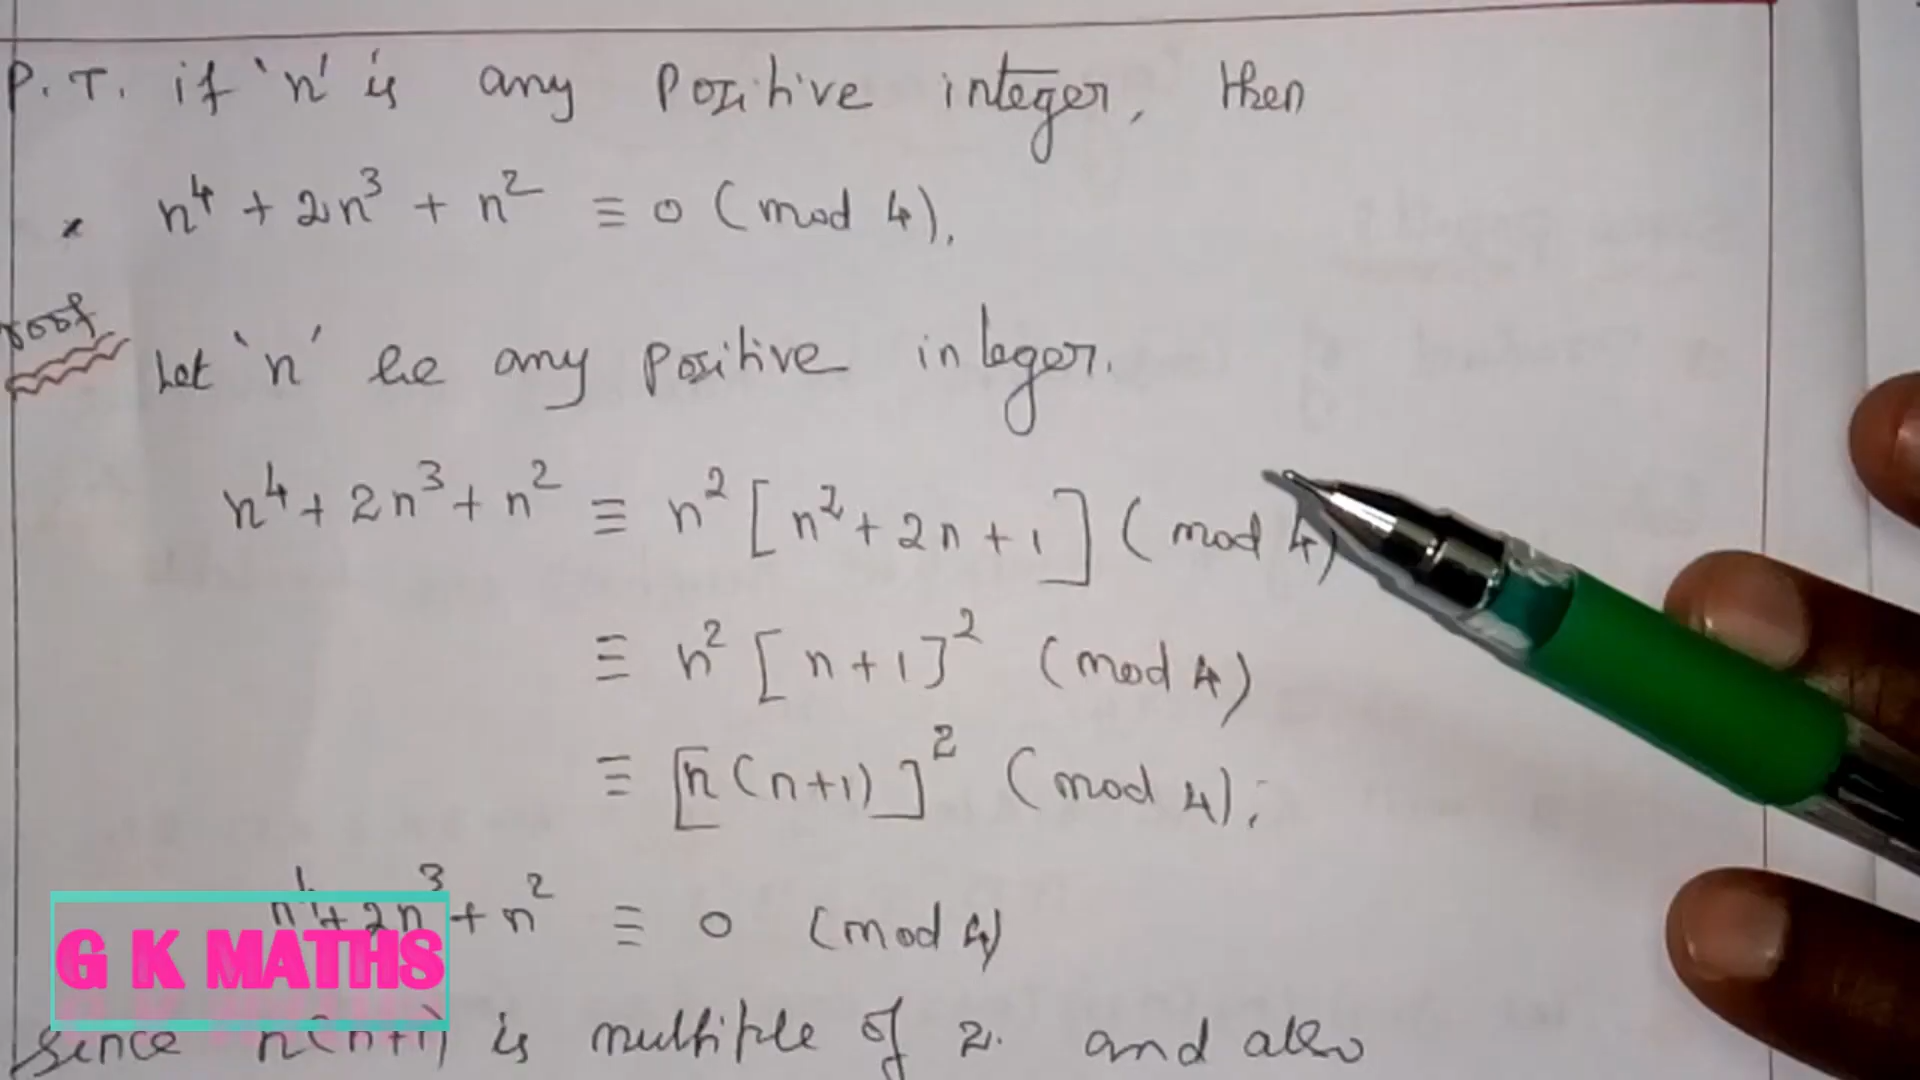 P. T. if 'n' is any Positive integer, then
* n⁴ + 2n³ + n² ≡ 0 (mod 4).
Let 'n' be any positive integer.
n⁴ + 2n³ + n² ≡ n² [n² + 2n + 1] (mod 4)
≡ n² [n + 1]² (mod 4)
≡ [n (n+1)]² (mod 4).
n⁴ + 2n³ + n² ≡ 0 (mod 4)
G K MATHS
since n(n+1) is multiple of 2. and also